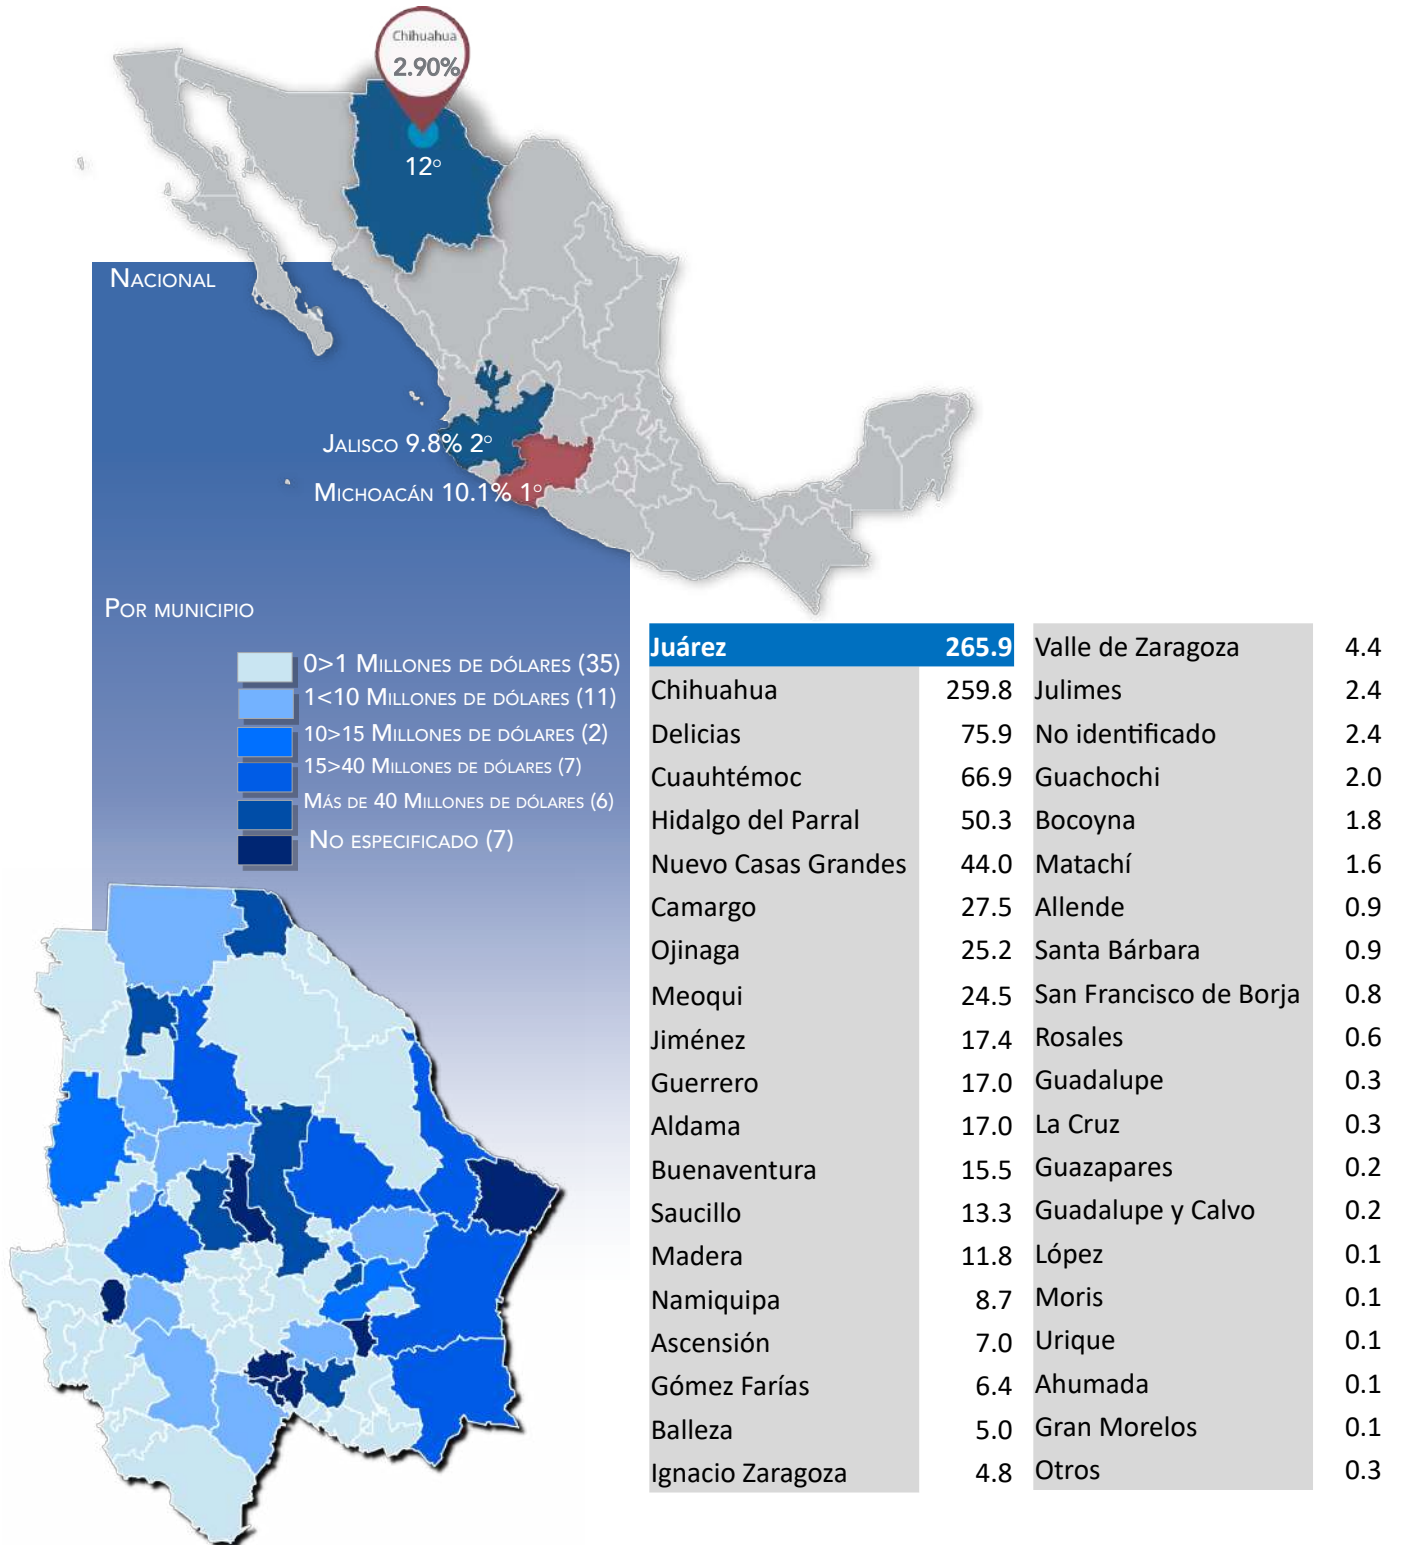 Chihuahua
2.90%
12°
Nacional
Jalisco 9.8% 2°
Michoacán 10.1% 1°
Por municipio
0>1 Millones de dólares (35)
1<10 Millones de dólares (11)
10>15 Millones de dólares (2)
15>40 Millones de dólares (7)
Más de 40 Millones de dólares (6)
No especificado (7)
Juárez 265.9
Chihuahua 259.8
Delicias 75.9
Cuauhtémoc 66.9
Hidalgo del Parral 50.3
Nuevo Casas Grandes 44.0
Camargo 27.5
Ojinaga 25.2
Meoqui 24.5
Jiménez 17.4
Guerrero 17.0
Aldama 17.0
Buenaventura 15.5
Saucillo 13.3
Madera 11.8
Namiquipa 8.7
Ascensión 7.0
Gómez Farías 6.4
Balleza 5.0
Ignacio Zaragoza 4.8
Valle de Zaragoza 4.4
Julimes 2.4
No identificado 2.4
Guachochi 2.0
Bocoyna 1.8
Matachí 1.6
Allende 0.9
Santa Bárbara 0.9
San Francisco de Borja 0.8
Rosales 0.6
Guadalupe 0.3
La Cruz 0.3
Guazapares 0.2
Guadalupe y Calvo 0.2
López 0.1
Moris 0.1
Urique 0.1
Ahumada 0.1
Gran Morelos 0.1
Otros 0.3